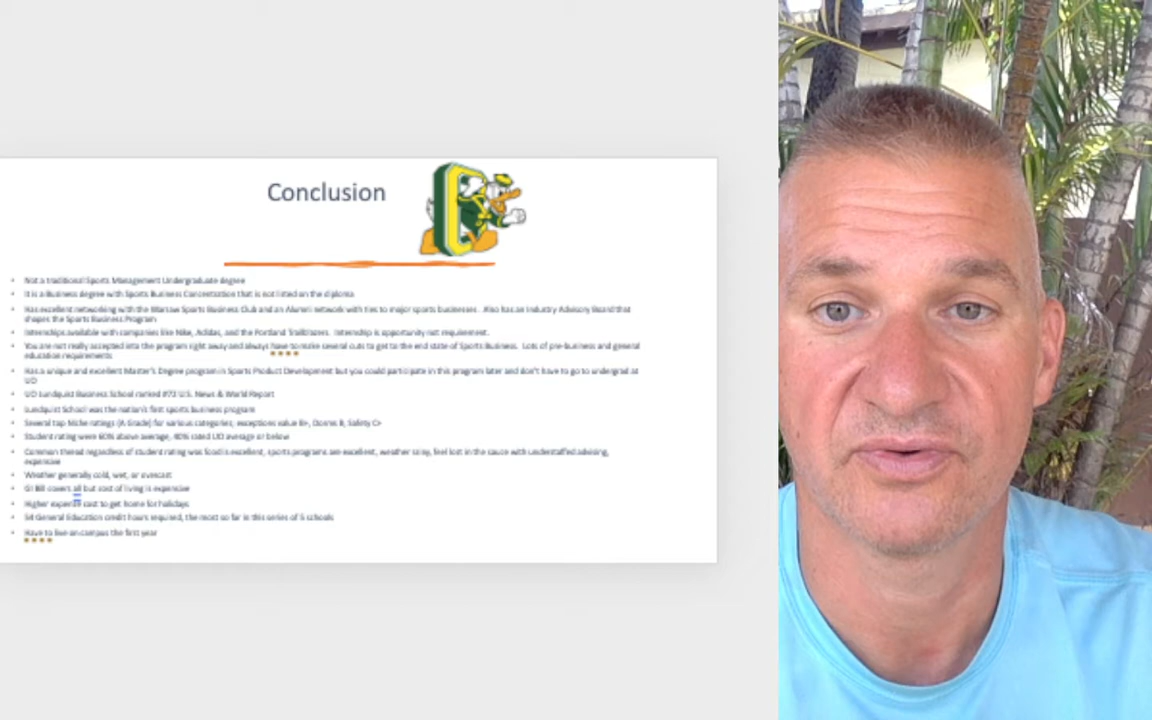 Conclusion
Not a traditional Sports Management Undergraduate degree
It is a Business degree with Sports Business Concentration that is not listed on the diploma
Has excellent networking with the Warsaw Sports Business Club and an Alumni network with ties to major sports businesses. Also has an Industry Advisory Board that
shapes the Sports Business Program
Internships available with companies like Nike, Adidas, and the Portland Trailblazers. Internship is opportunity not requirement.
You are not really accepted into the program right away and always have to make several cuts to get to the end state of Sports Business. Lots of pre-business and general
education requirements
Has a unique and excellent Master's Degree program in Sports Product Development but you could participate in this program later and don't have to go to undergrad at
UO
UO Lundquist Business School ranked #72 U.S. News & World Report
Lundquist School was the nation's first sports business program
Several top Niche ratings (A Grade) for various categories; exceptions value B+, Dorms B, Safety C+
Student rating were 60% above average, 40% rated UO average or below
Common threat regardless of student rating was food is excellent, sports programs are excellent, weather rainy, feel lost in the sauce with understaffed advising,
expensive
Weather generally cold, wet, or overcast
GI Bill covers all but cost of living is expensive
Higher expense cost to get home for holidays
54 General Education credit hours required, the most so far in this series of 5 schools
Have to live on campus the first year